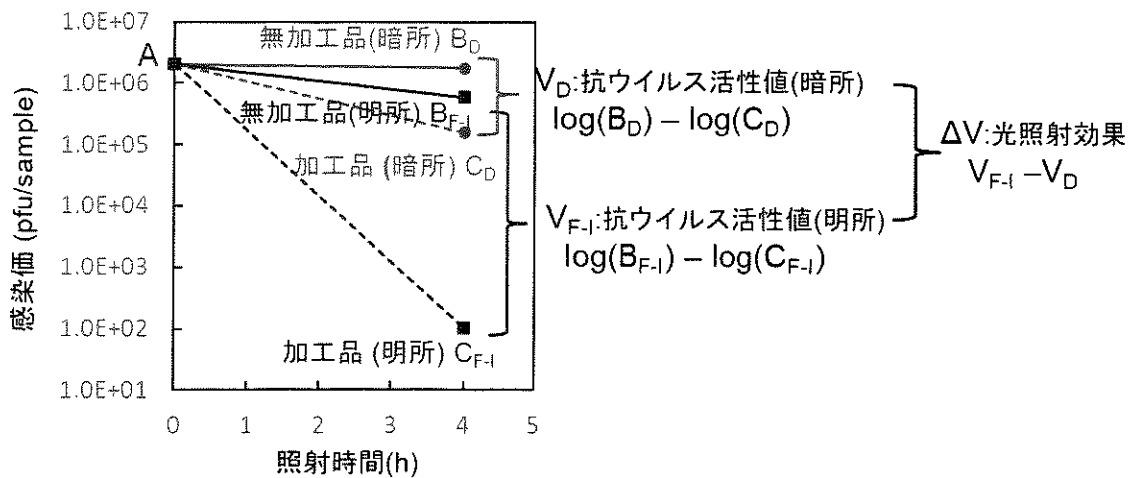 1.0E+07
1.0E+06
1.0E+05
1.0E+04
1.0E+03
1.0E+02
1.0E+01
感染価 (pfu/sample)
A
無加工品(暗所) B_D
無加工品(明所) B_F-I
加工品 (暗所) C_D
加工品 (明所) C_F-I
0 1 2 3 4 5
照射時間(h)
V_D:抗ウイルス活性値(暗所)
log(B_D) – log(C_D)
V_F-I:抗ウイルス活性値(明所)
log(B_F-I) – log(C_F-I)
ΔV:光照射効果
V_F-I –V_D